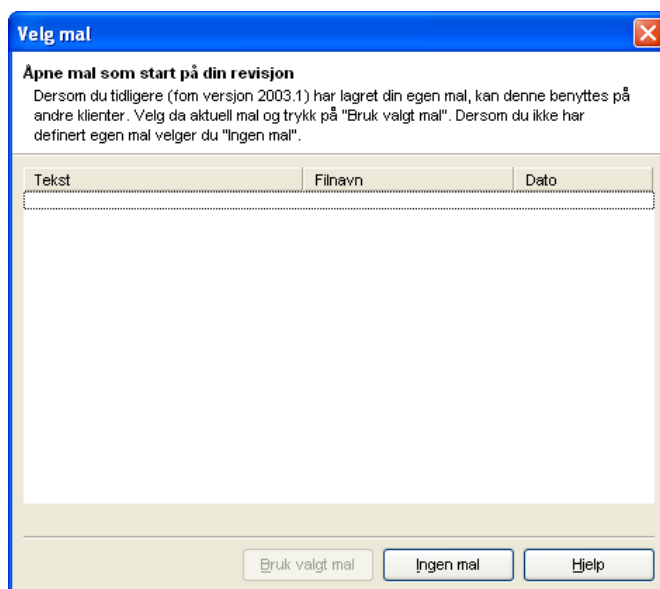 Velg mal
Åpne mal som start på din revisjon
Dersom du tidligere (fom versjon 2003.1) har lagret din egen mal, kan denne benyttes på
andre klienter. Velg da aktuell mal og trykk på "Bruk valgt mal". Dersom du ikke har
definert egen mal velger du "Ingen mal".
Tekst Filnavn Dato
Bruk valgt mal Ingen mal Hjelp